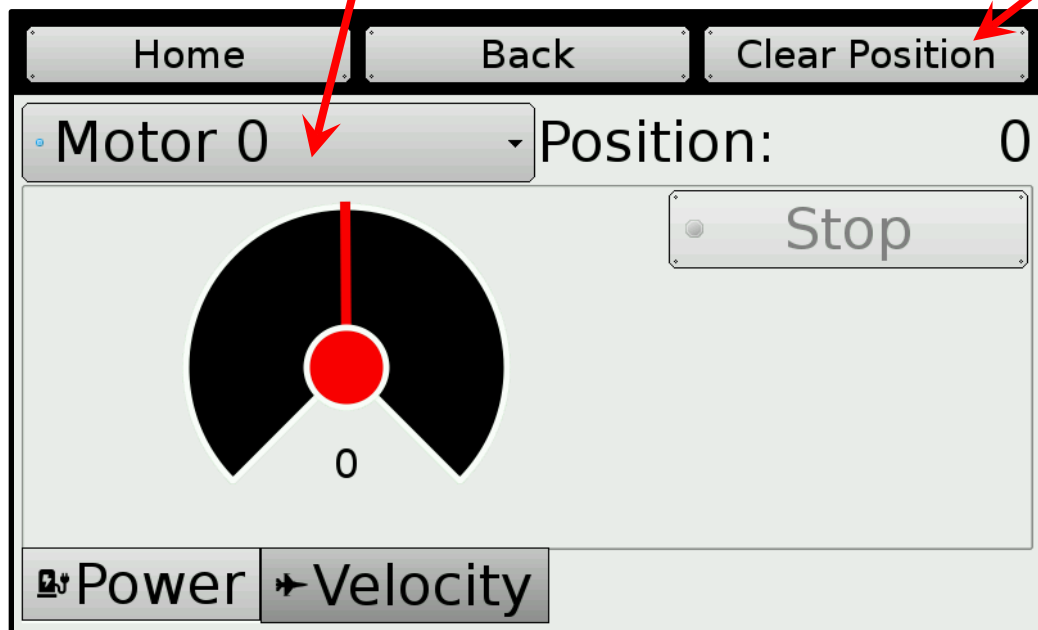 Home Back Clear Position
Motor 0 Position: 0
Stop
0
Power Velocity